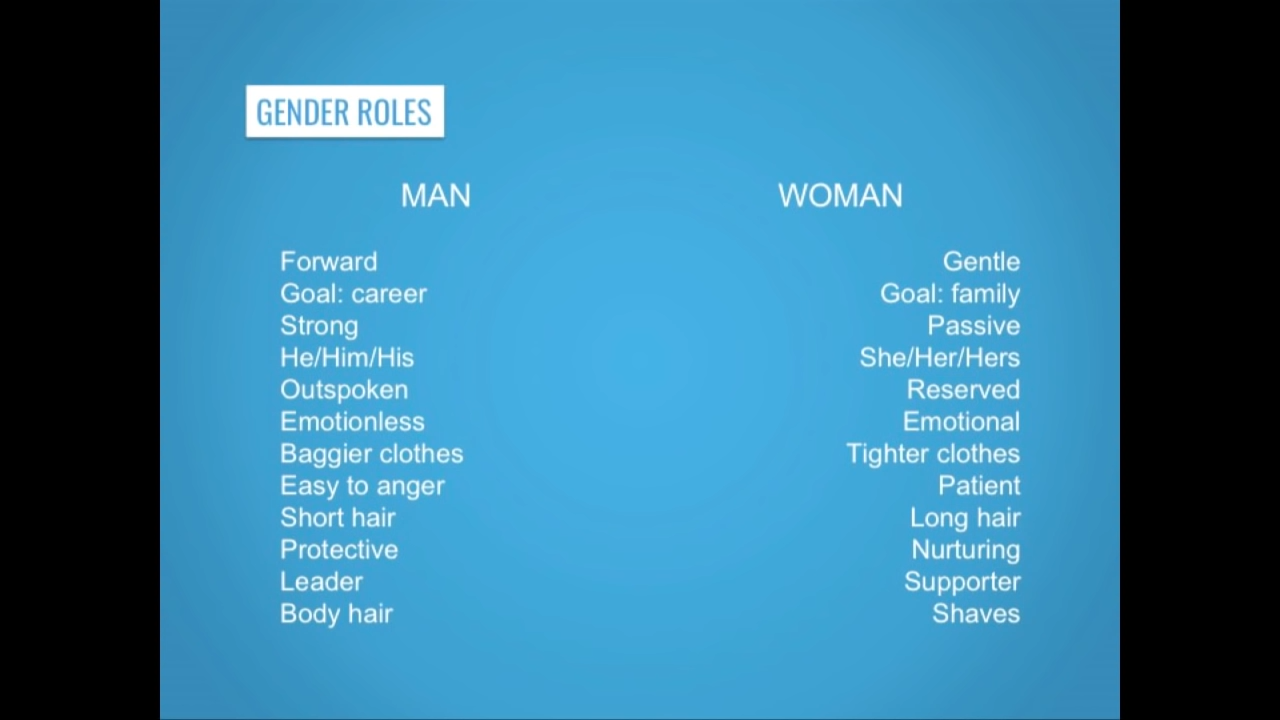 GENDER ROLES
MAN
Forward
Goal: career
Strong
He/Him/His
Outspoken
Emotionless
Baggier clothes
Easy to anger
Short hair
Protective
Leader
Body hair
WOMAN
Gentle
Goal: family
Passive
She/Her/Hers
Reserved
Emotional
Tighter clothes
Patient
Long hair
Nurturing
Supporter
Shaves